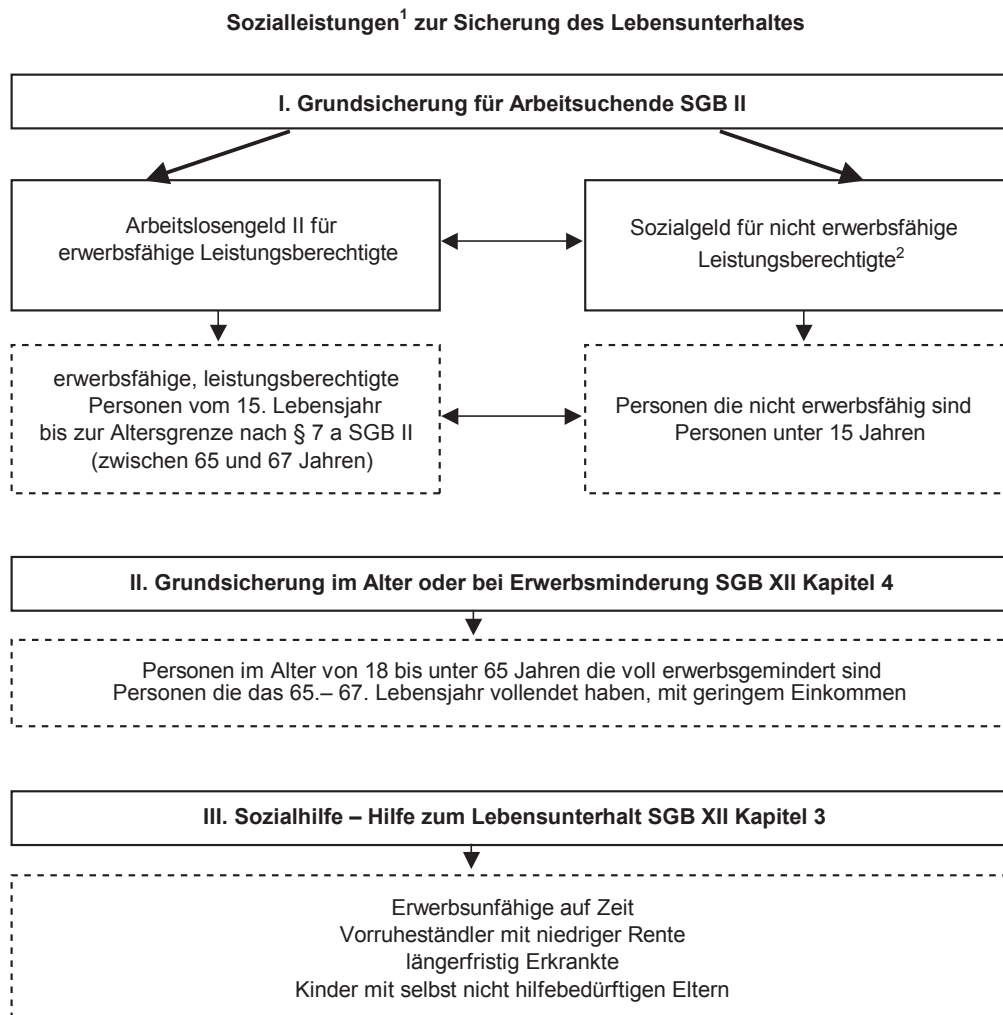 Sozialleistungen¹ zur Sicherung des Lebensunterhaltes
I. Grundsicherung für Arbeitsuchende SGB II
Arbeitslosengeld II für
erwerbsfähige Leistungsberechtigte
Sozialgeld für nicht erwerbsfähige
Leistungsberechtigte²
erwerbsfähige, leistungsberechtigte
Personen vom 15. Lebensjahr
bis zur Altersgrenze nach § 7 a SGB II
(zwischen 65 und 67 Jahren)
Personen die nicht erwerbsfähig sind
Personen unter 15 Jahren
II. Grundsicherung im Alter oder bei Erwerbsminderung SGB XII Kapitel 4
Personen im Alter von 18 bis unter 65 Jahren die voll erwerbsgemindert sind
Personen die das 65.– 67. Lebensjahr vollendet haben, mit geringem Einkommen
III. Sozialhilfe – Hilfe zum Lebensunterhalt SGB XII Kapitel 3
Erwerbsunfähige auf Zeit
Vorruheständler mit niedriger Rente
längerfristig Erkrankte
Kinder mit selbst nicht hilfebedürftigen Eltern